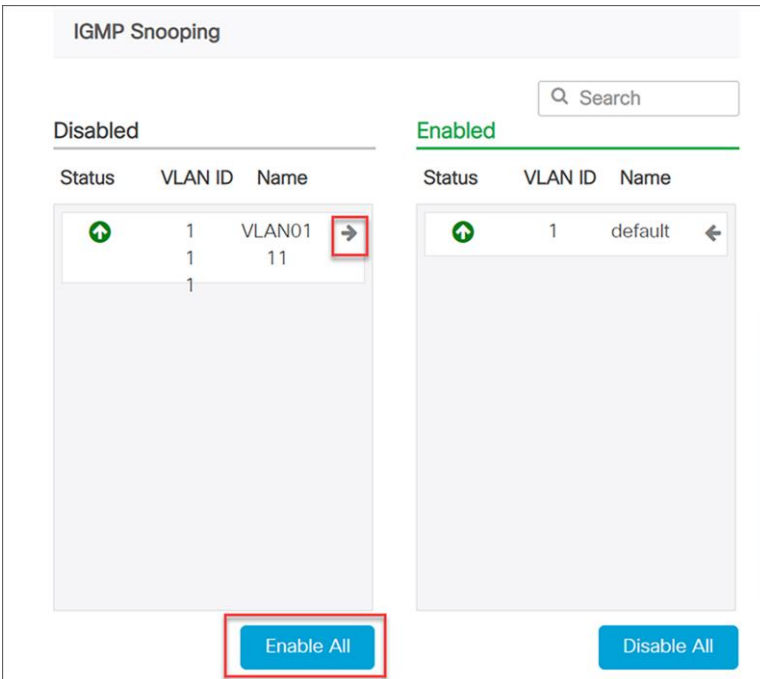 IGMP Snooping
Search
Disabled
Status VLAN ID Name
1 VLAN01
1 11
1
Enable All
Enabled
Status VLAN ID Name
1 default
Disable All